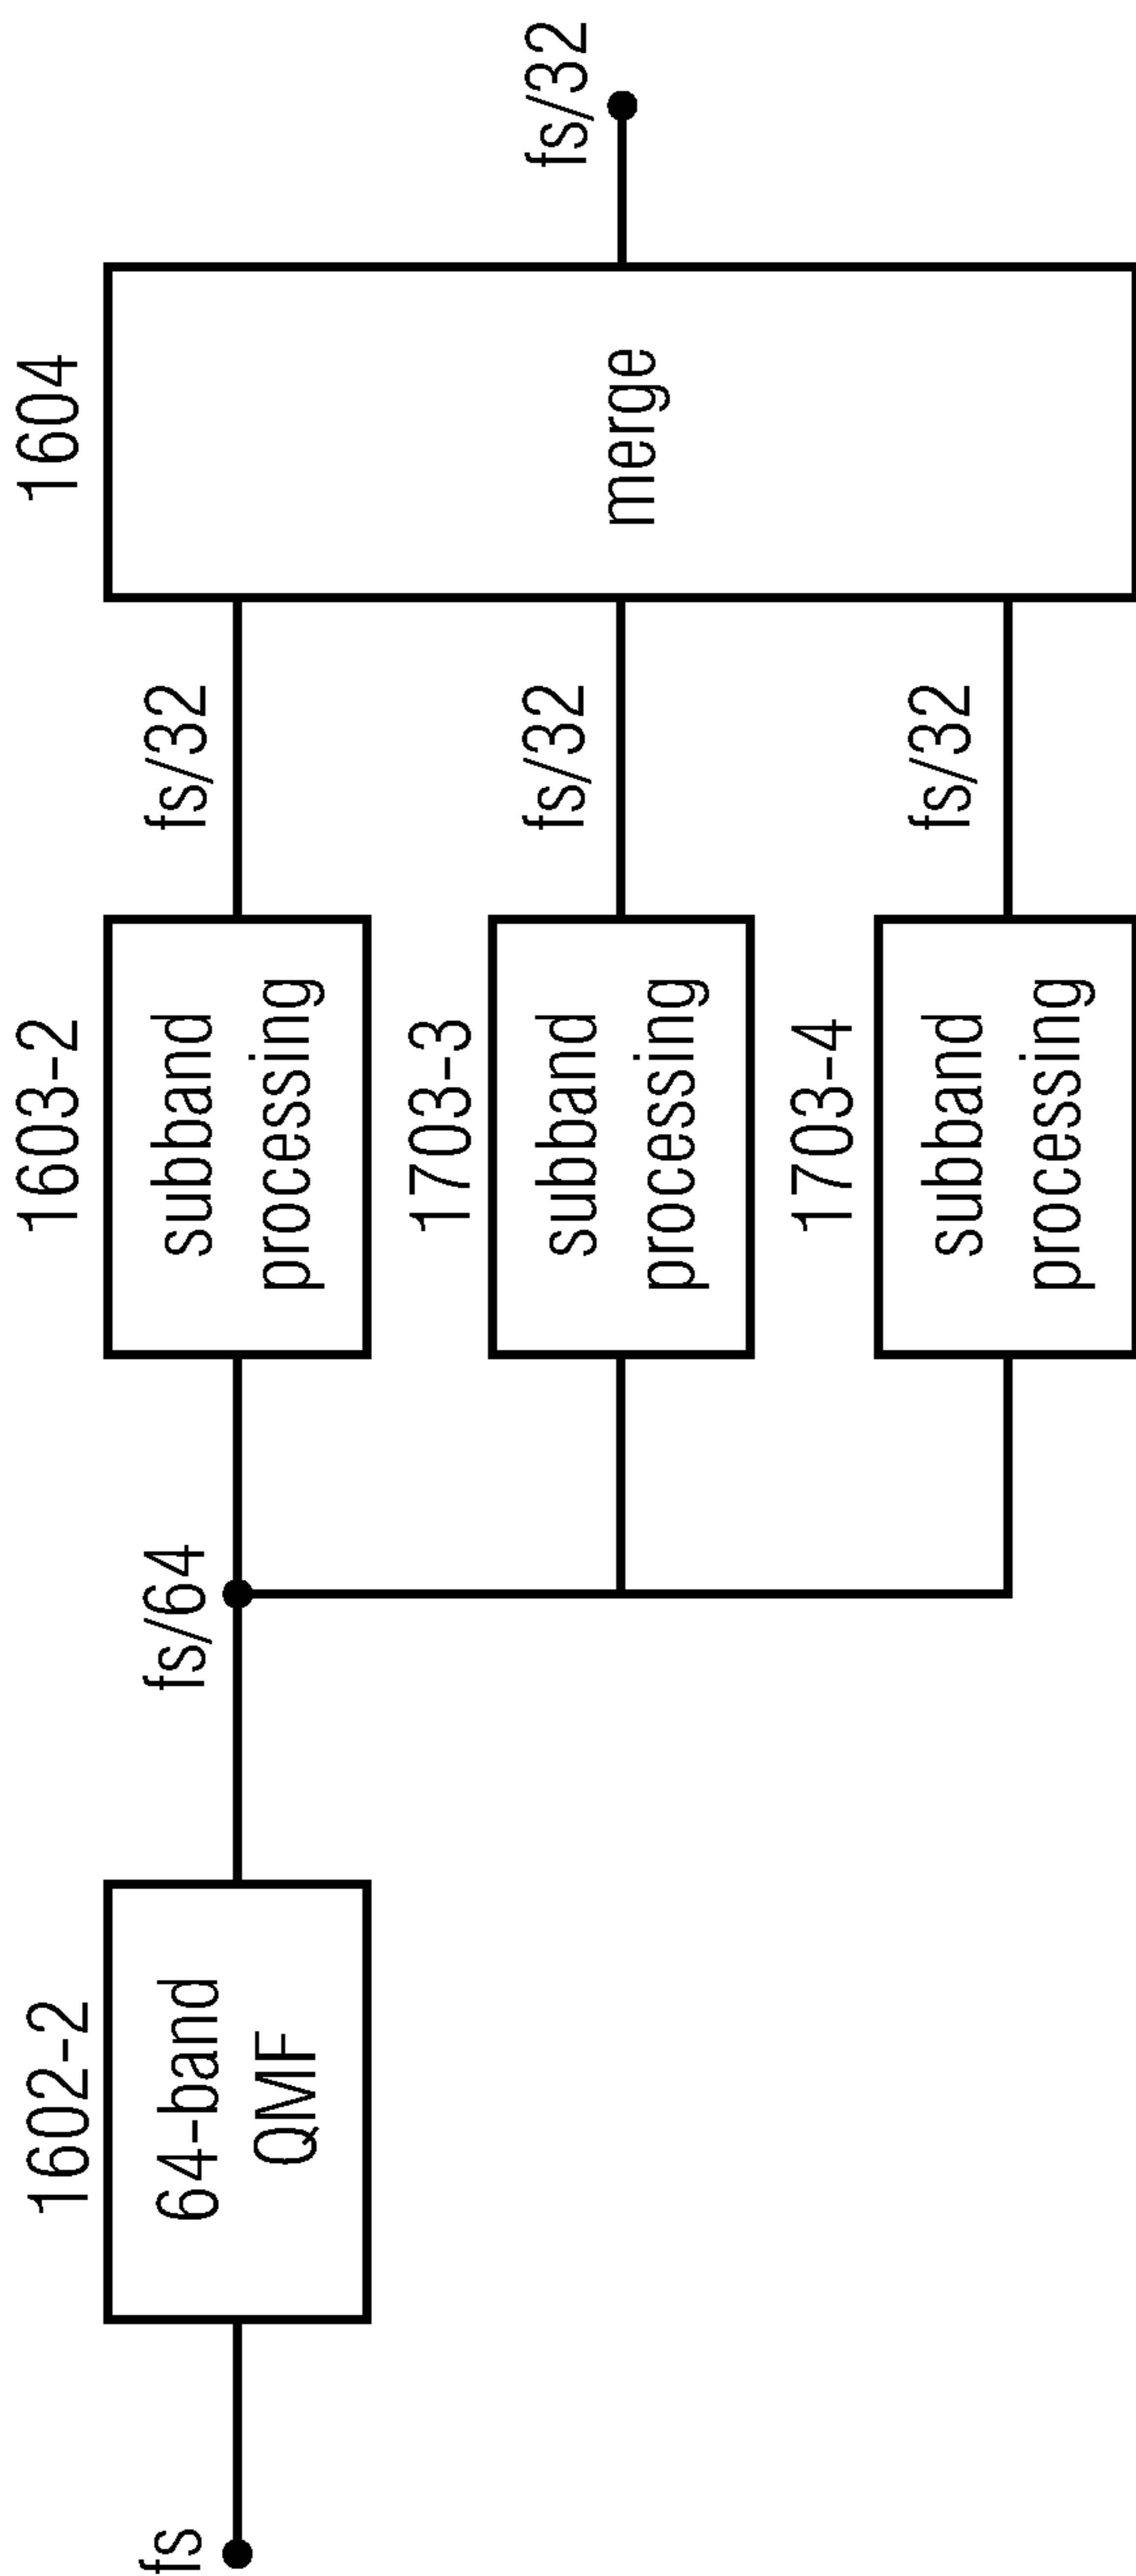 fs
1602-2
64-band
QMF
fs/64
1603-2
subband
processing
fs/32
1703-3
subband
processing
fs/32
1703-4
subband
processing
fs/32
1604
merge
fs/32